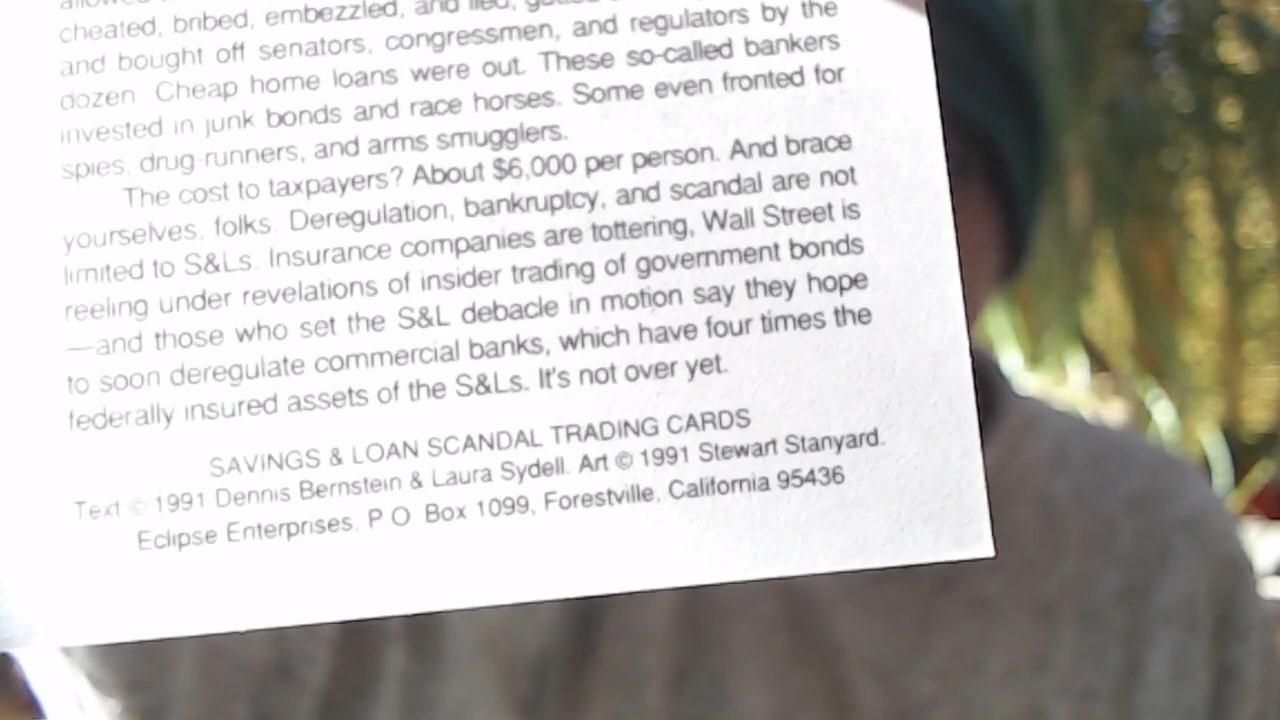 cheated, bribed, embezzled, and lied,
and bought off senators, congressmen, and regulators by the
dozen. Cheap home loans were out. These so-called bankers
invested in junk bonds and race horses. Some even fronted for
spies, drug-runners, and arms smugglers.
The cost to taxpayers? About $6,000 per person. And brace
yourselves, folks. Deregulation, bankruptcy, and scandal are not
limited to S&Ls. Insurance companies are tottering, Wall Street is
reeling under revelations of insider trading of government bonds
—and those who set the S&L debacle in motion say they hope
to soon deregulate commercial banks, which have four times the
federally insured assets of the S&Ls. It's not over yet.
SAVINGS & LOAN SCANDAL TRADING CARDS
Text © 1991 Dennis Bernstein & Laura Sydell. Art © 1991 Stewart Stanyard.
Eclipse Enterprises. P O Box 1099, Forestville, California 95436